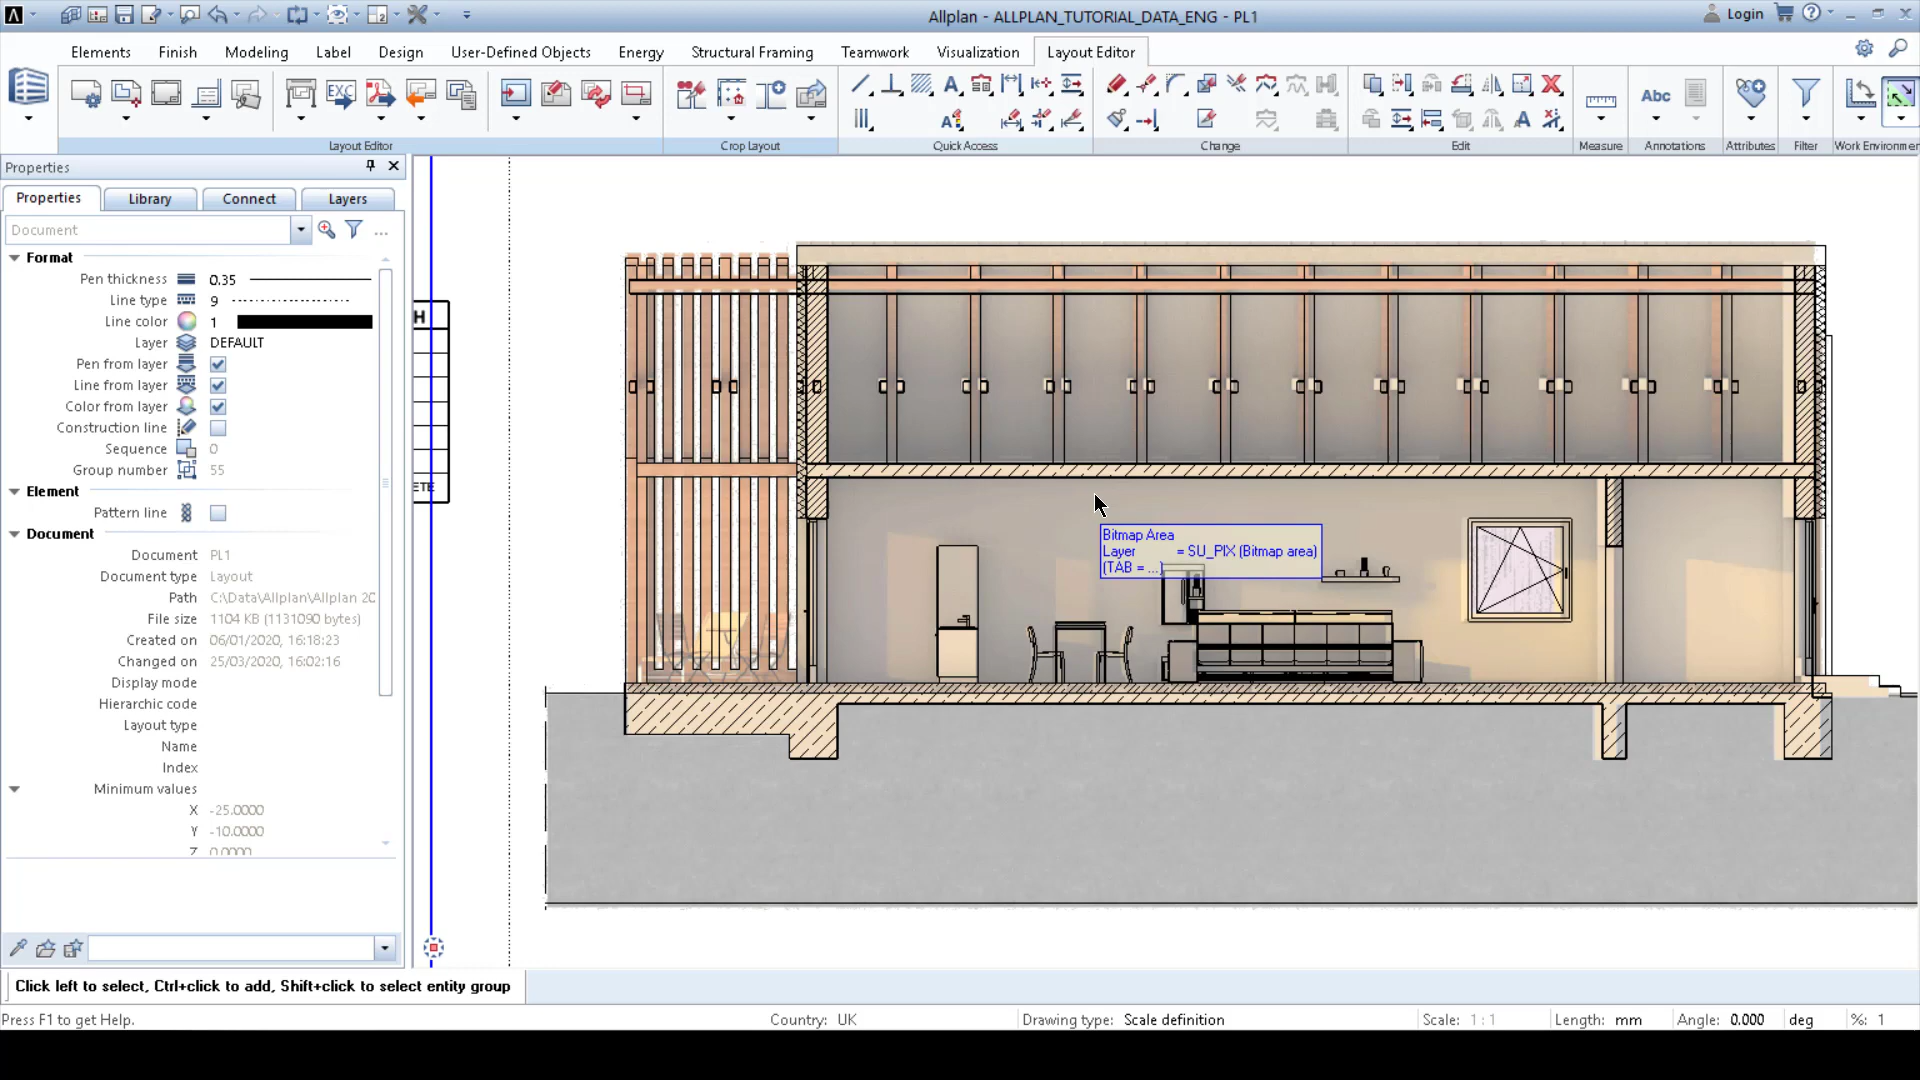 Allplan - ALLPLAN_TUTORIAL_DATA_ENG - PL1
Login
Elements
Finish
Modeling
Label
Design
User-Defined Objects
Energy
Structural Framing
Teamwork
Visualization
Layout Editor
EXC
Abc
Layout Editor
Crop Layout
Quick Access
Change
Edit
Measure
Annotations
Attributes
Filter
Work Environmer
Properties
Properties
Library
Connect
Layers
Document
Format
Pen thickness 0.35
Line type 9
Line color 1
Layer DEFAULT
Pen from layer
Line from layer
Color from layer
Construction line
Sequence 0
Group number 55
Element
Pattern line
Document
Document PL1
Document type Layout
Path C:\Data\Allplan\Allplan 20
File size 1104 KB (1131090 bytes)
Created on 06/01/2020, 16:18:23
Changed on 25/03/2020, 16:02:16
Display mode
Hierarchic code
Layout type
Name
Index
Minimum values
X -25.0000
Y -10.0000
Z 0.0000
H
ETE
Bitmap Area
Layer = SU_PIX (Bitmap area)
(TAB = ...)
Click left to select, Ctrl+click to add, Shift+click to select entity group
Press F1 to get Help.
Country: UK
Drawing type: Scale definition
Scale: 1 : 1
Length: mm
Angle: 0.000 deg
%: 1